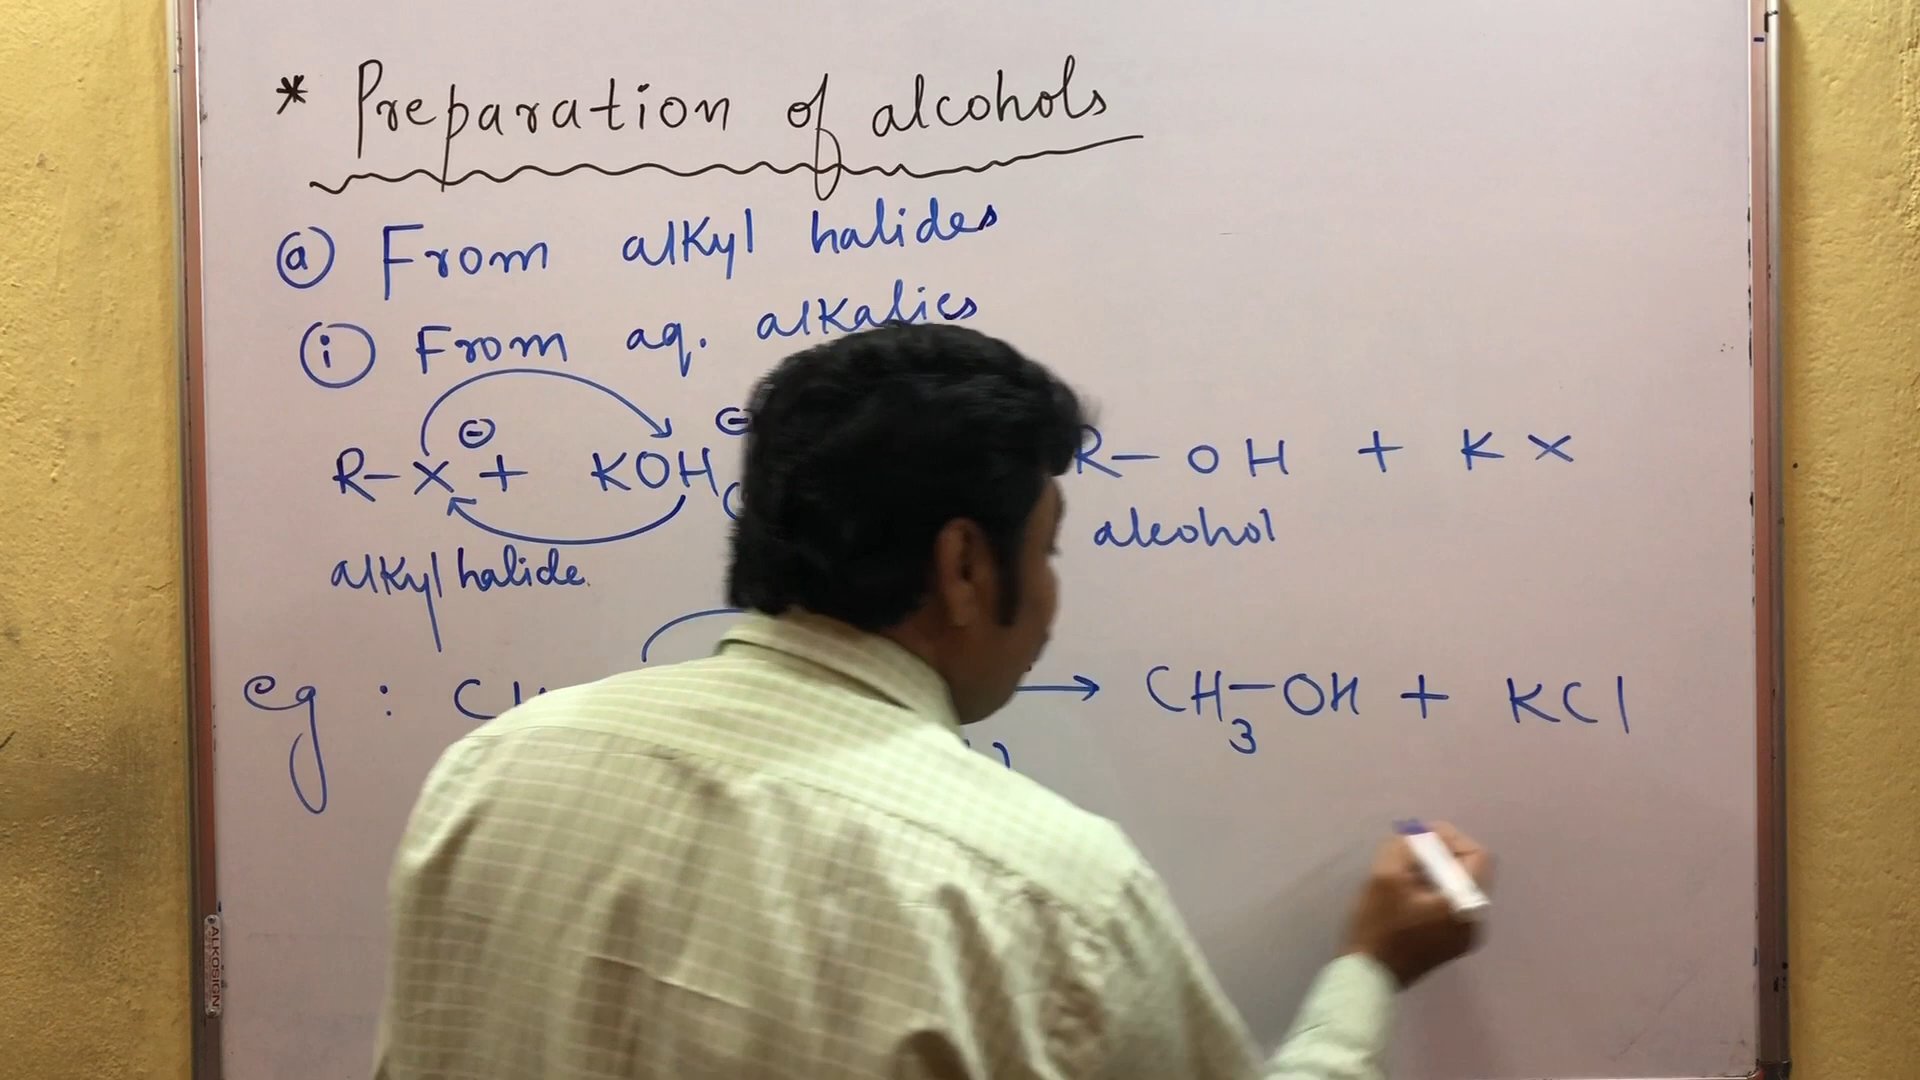 * Preparation of alcohols
ⓐ From alkyl halides
ⓘ From aq. alkalies
R-X⊖ + KOH⊖ R-OH + KX
alkyl halide alcohol
eg : → CH3-OH + KCl
ALKOSIGN